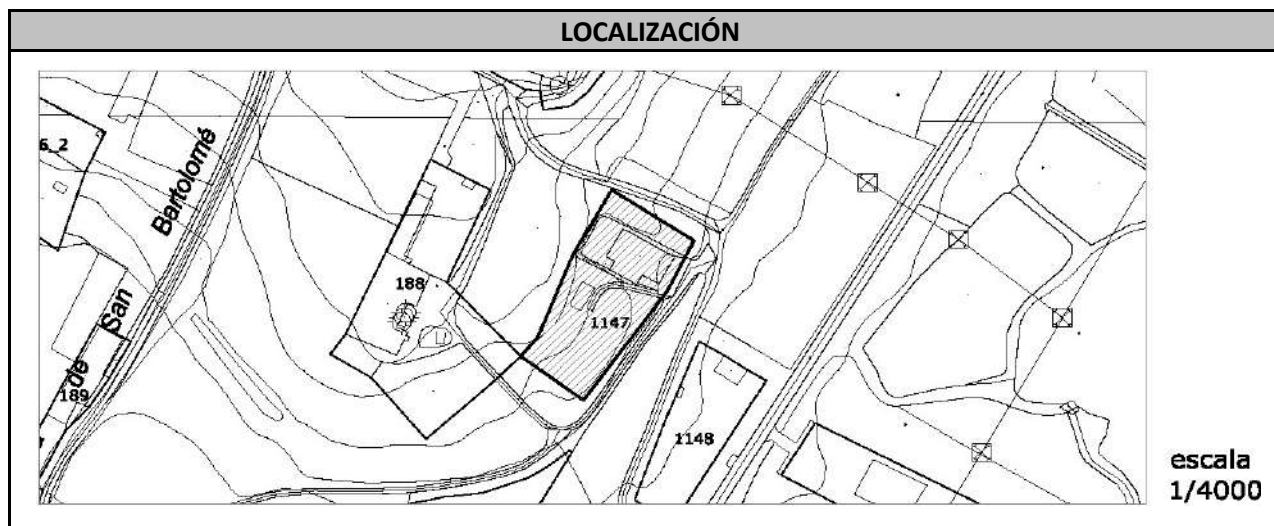 LOCALIZACIÓN
6_2
Bartolomé
San
de
188
1147
189
1148
escala
1/4000